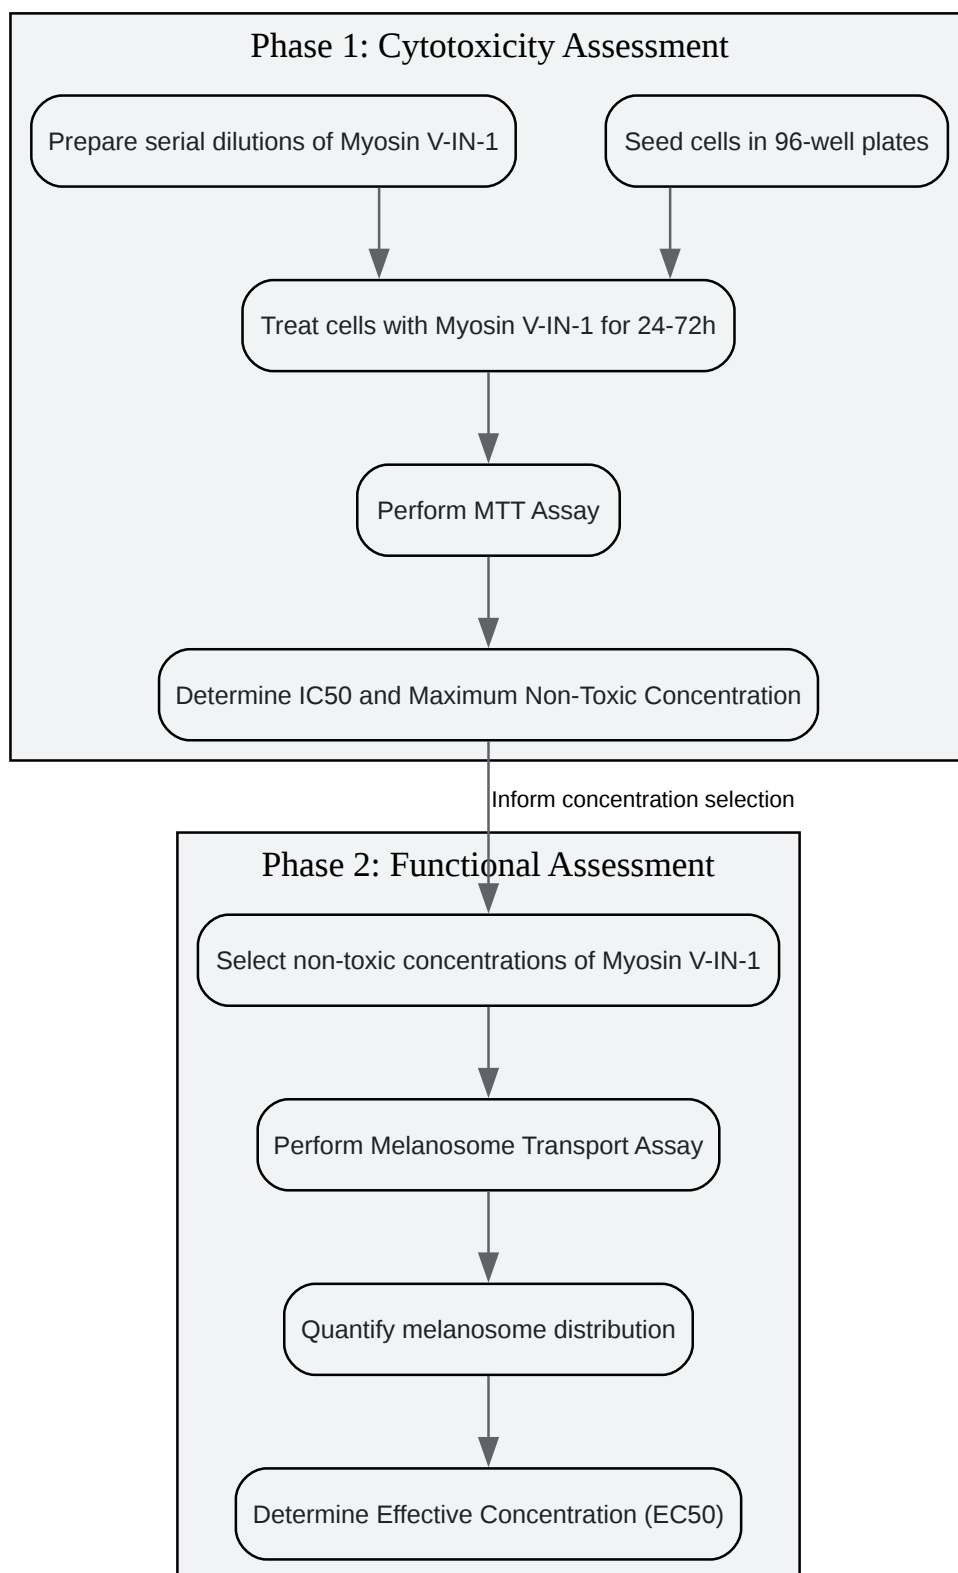 Phase 1: Cytotoxicity Assessment
Prepare serial dilutions of Myosin V-IN-1
Seed cells in 96-well plates
Treat cells with Myosin V-IN-1 for 24-72h
Perform MTT Assay
Determine IC50 and Maximum Non-Toxic Concentration
Inform concentration selection
Phase 2: Functional Assessment
Select non-toxic concentrations of Myosin V-IN-1
Perform Melanosome Transport Assay
Quantify melanosome distribution
Determine Effective Concentration (EC50)